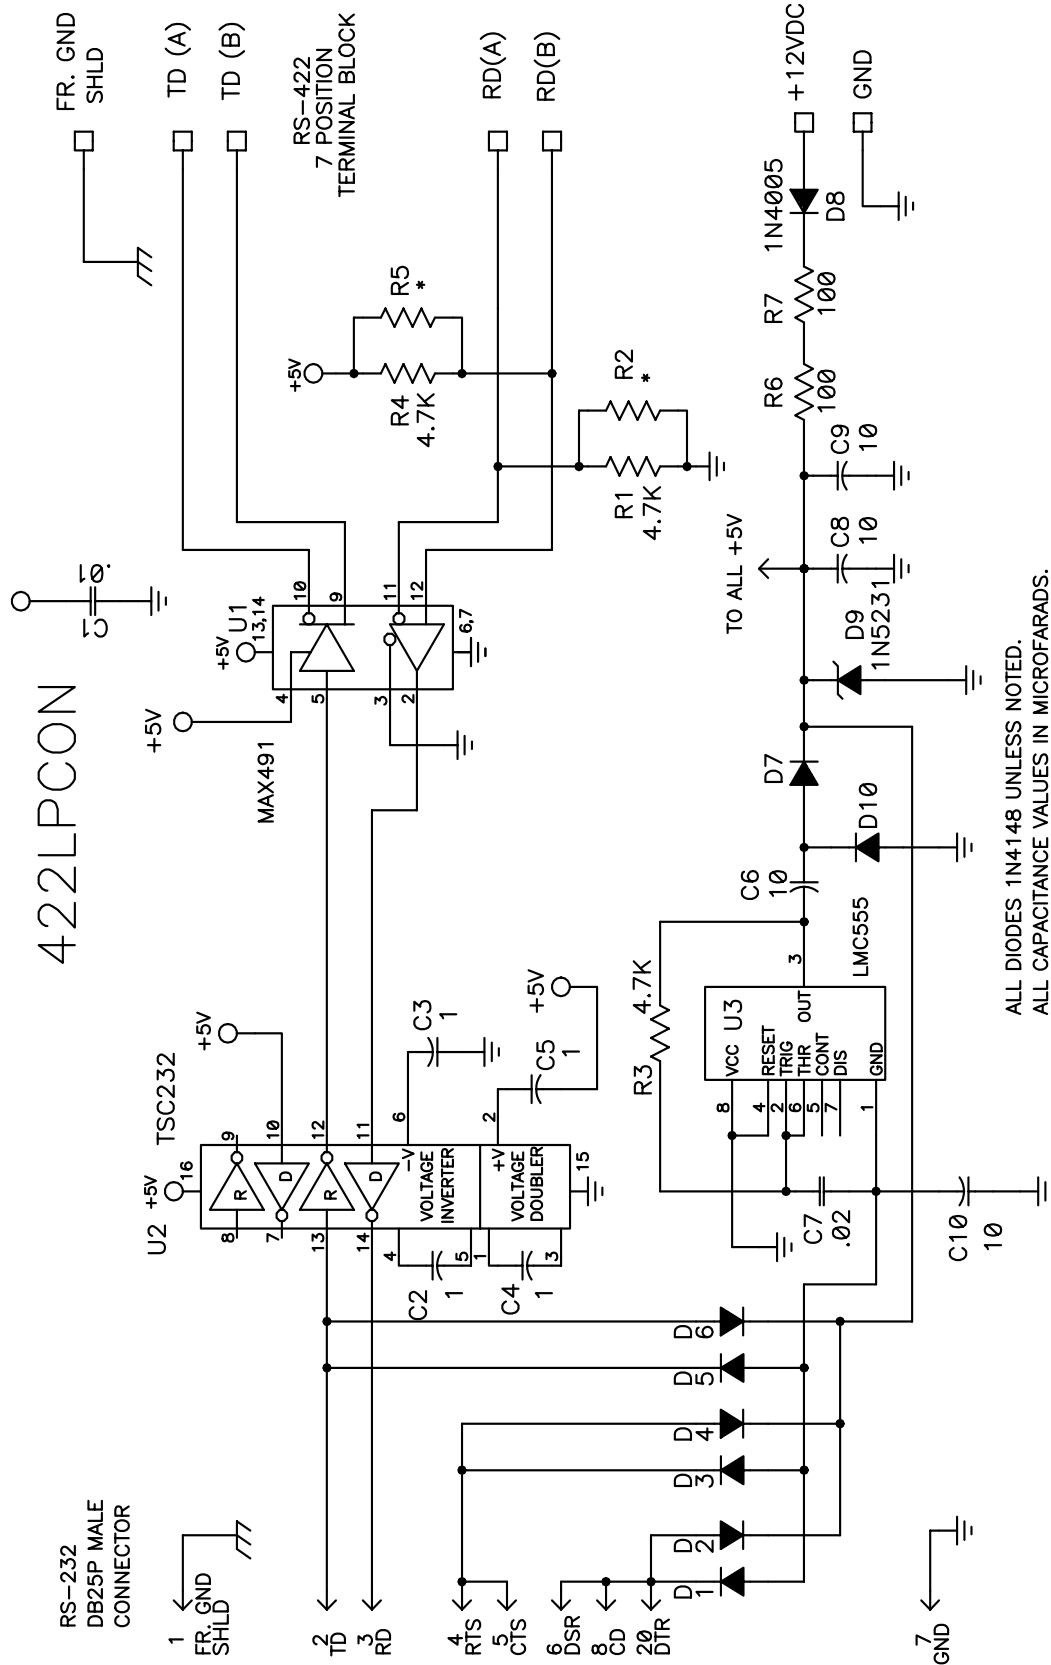 422LPCON
RS-232
DB25P MALE
CONNECTOR
1
FR. GND
SHLD
2
TD
3
RD
4
RTS
5
CTS
6
DSR
8
CD
20
DTR
7
GND
U2
+5V
16
TSC232
8
R
9
7
D
10
+5V
13
R
12
14
D
11
-V
VOLTAGE
INVERTER
6
C3
1
4
5
C2
1
+V
VOLTAGE
DOUBLER
2
C5
1
+5V
1
3
C4
1
15
D
1
D
2
D
3
D
4
D
5
D
6
+5V
MAX491
+5V
13,14
U1
4
5
10
9
3
2
11
12
6,7
C1
.01
FR. GND
SHLD
TD (A)
TD (B)
RS-422
7 POSITION
TERMINAL BLOCK
RD(A)
RD(B)
+5V
R4
4.7K
R5
*
R1
4.7K
R2
*
R3
4.7K
U3
LMC555
8
VCC
4
RESET
2
TRIG
6
THR
OUT
3
5
CONT
7
DIS
1
GND
C7
.02
C10
10
C6
10
D10
D7
D9
1N5231
TO ALL +5V
C8
10
C9
10
R6
100
R7
100
1N4005
D8
+12VDC
GND
ALL DIODES 1N4148 UNLESS NOTED.
ALL CAPACITANCE VALUES IN MICROFARADS.